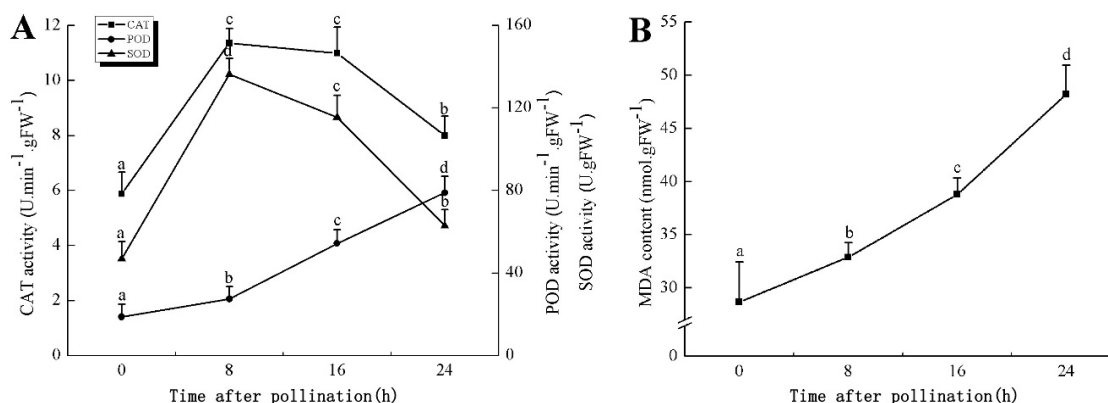 A
CAT
POD
SOD
CAT activity (U.min⁻¹.gFW⁻¹)
12
10
8
6
4
2
0
a
c
c
b
a
d
c
b
a
b
c
d
0 8 16 24
Time after pollination(h)
160
120
80
40
0
POD activity (U.min⁻¹.gFW⁻¹)
SOD activity (U.gFW⁻¹)
B
MDA content (nmol.gFW⁻¹)
55
50
45
40
35
30
0
a
b
c
d
0 8 16 24
Time after pollination(h)